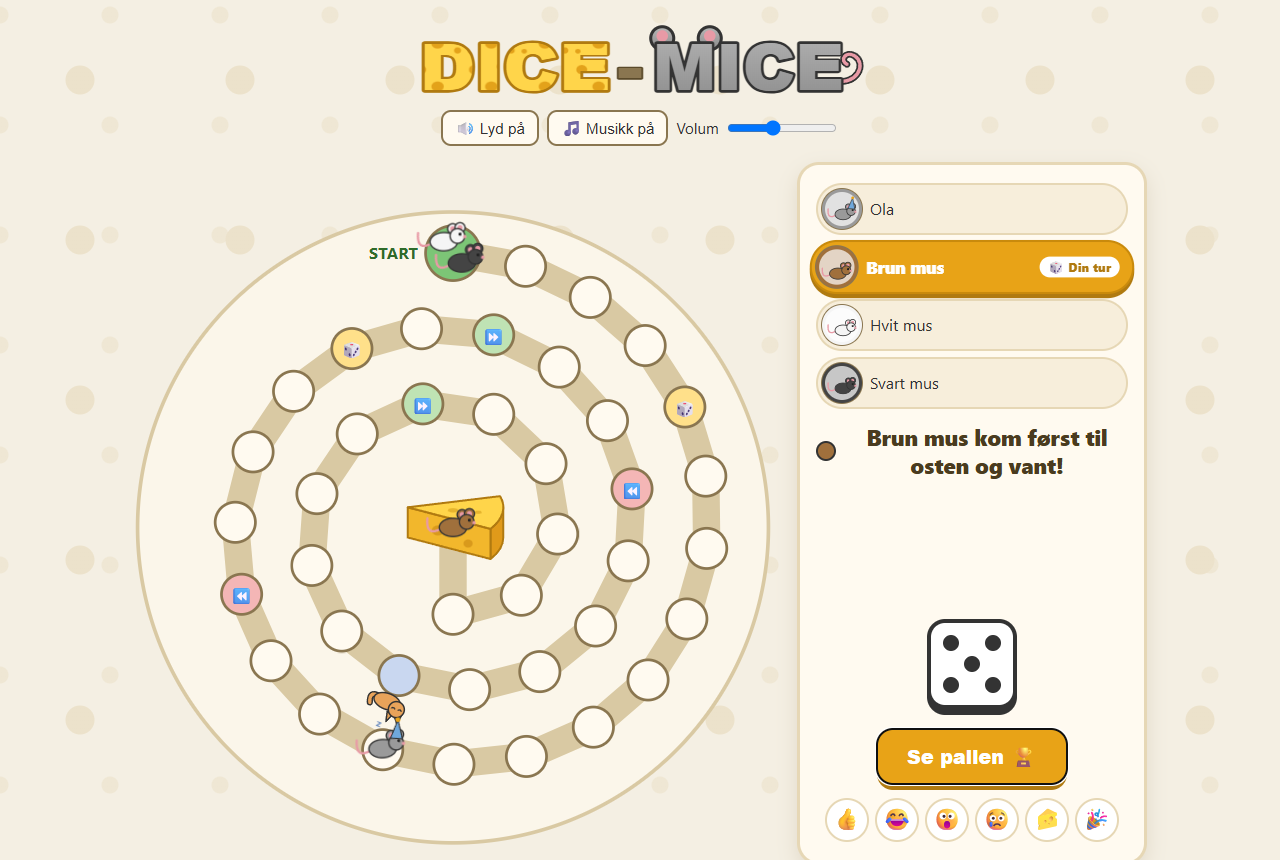 DICE-MICE
Lyd på
Musikk på
Volum
START
Ola
Brun mus
Din tur
Hvit mus
Svart mus
Brun mus kom først til
osten og vant!
z
Se pallen